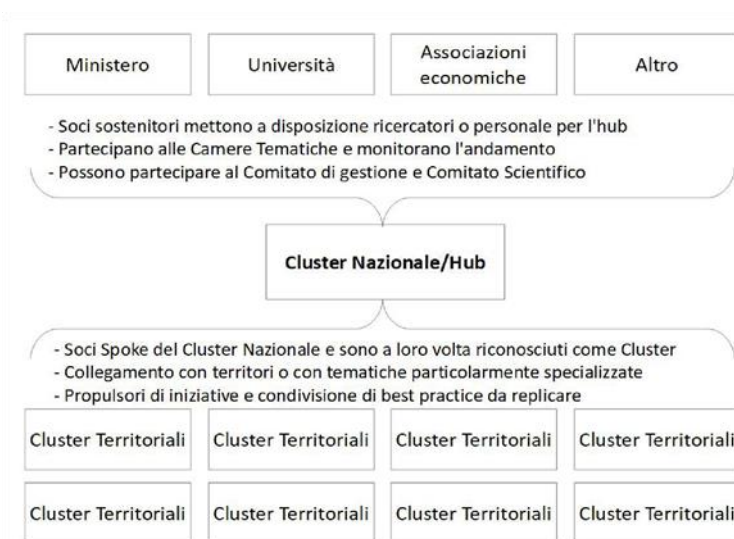 Ministero
Università
Associazioni
economiche
Altro
- Soci sostenitori mettono a disposizione ricercatori o personale per l'hub
- Partecipano alle Camere Tematiche e monitorano l'andamento
- Possono partecipare al Comitato di gestione e Comitato Scientifico
Cluster Nazionale/Hub
- Soci Spoke del Cluster Nazionale e sono a loro volta riconosciuti come Cluster
- Collegamento con territori o con tematiche particolarmente specializzate
- Propulsori di iniziative e condivisione di best practice da replicare
Cluster Territoriali
Cluster Territoriali
Cluster Territoriali
Cluster Territoriali
Cluster Territoriali
Cluster Territoriali
Cluster Territoriali
Cluster Territoriali